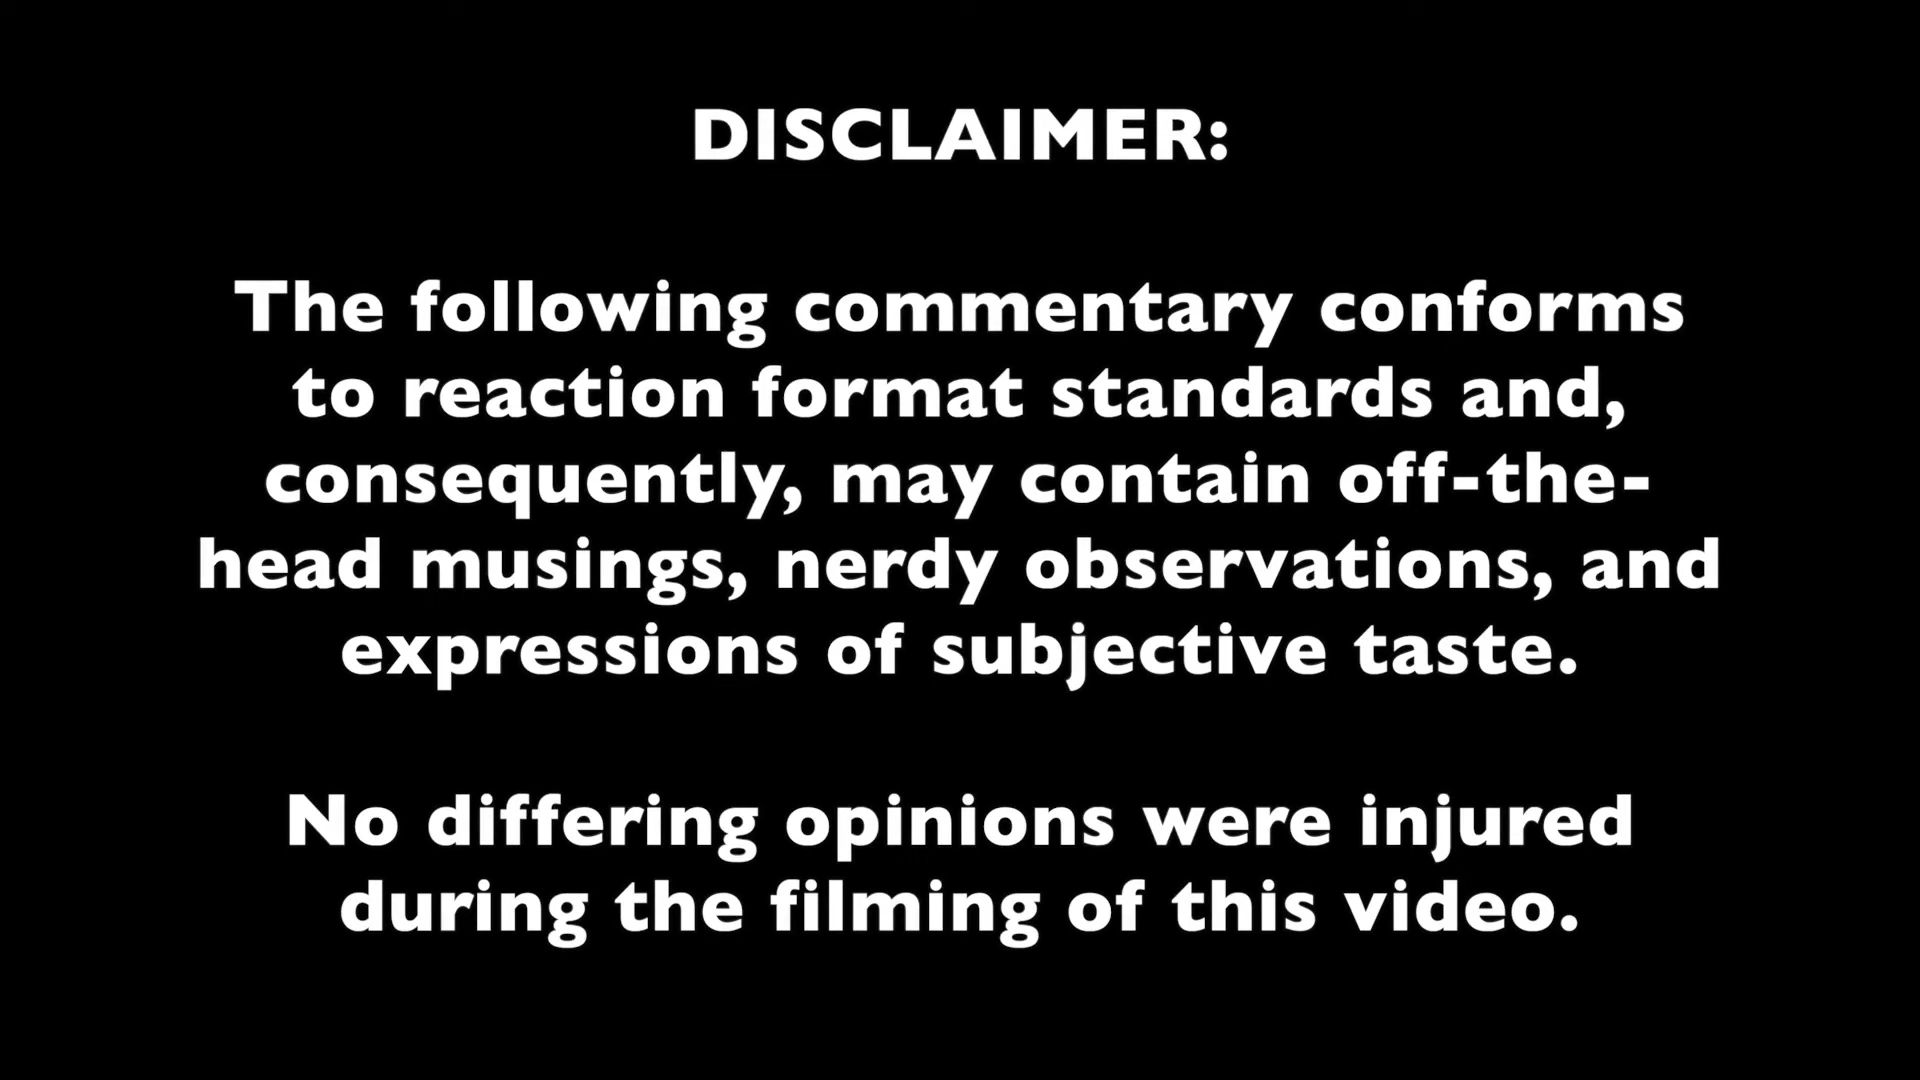 DISCLAIMER:
The following commentary conforms
to reaction format standards and,
consequently, may contain off-the-
head musings, nerdy observations, and
expressions of subjective taste.
No differing opinions were injured
during the filming of this video.